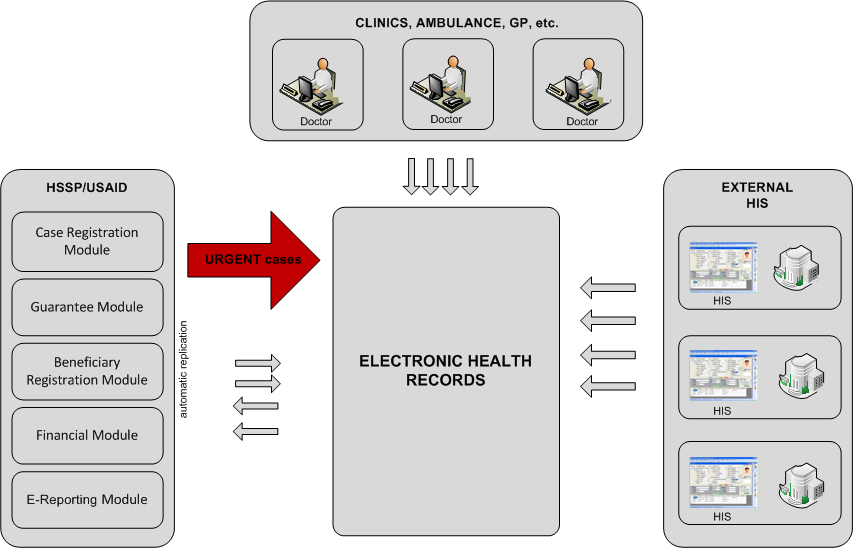 CLINICS, AMBULANCE, GP, etc.
Doctor
Doctor
Doctor
HSSP/USAID
Case Registration
Module
Guarantee Module
Beneficiary
Registration Module
Financial Module
E-Reporting Module
URGENT cases
automatic replication
ELECTRONIC HEALTH
RECORDS
EXTERNAL
HIS
HIS
HIS
HIS